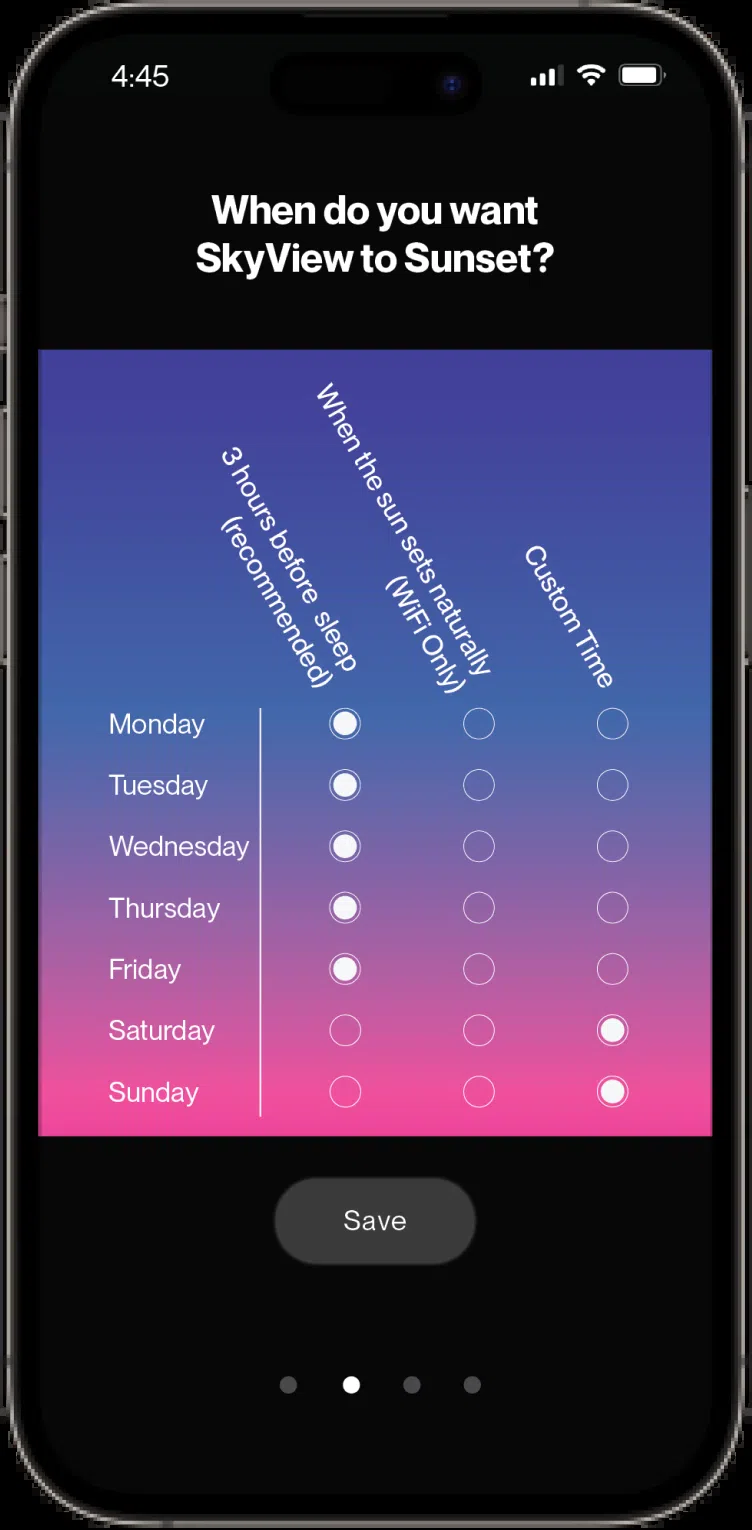 4:45
When do you want
SkyView to Sunset?
3 hours before sleep
(recommended)
When the sun sets naturally
(WiFi Only)
Custom Time
Monday
Tuesday
Wednesday
Thursday
Friday
Saturday
Sunday
Save